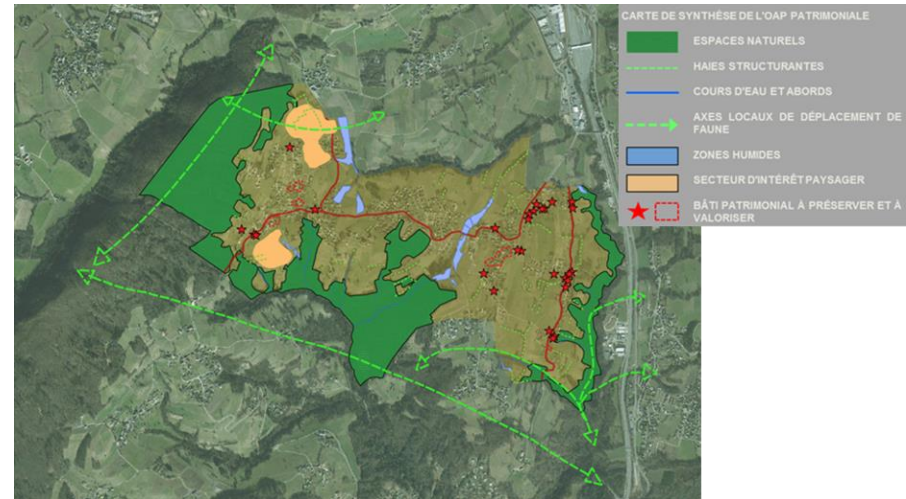 CARTE DE SYNTHÈSE DE L'OAP PATRIMONIALE
ESPACES NATURELS
HAIES STRUCTURANTES
COURS D'EAU ET ABORDS
AXES LOCAUX DE DÉPLACEMENT DE
FAUNE
ZONES HUMIDES
SECTEUR D'INTÉRÊT PAYSAGER
BÂTI PATRIMONIAL À PRÉSERVER ET À
VALORISER